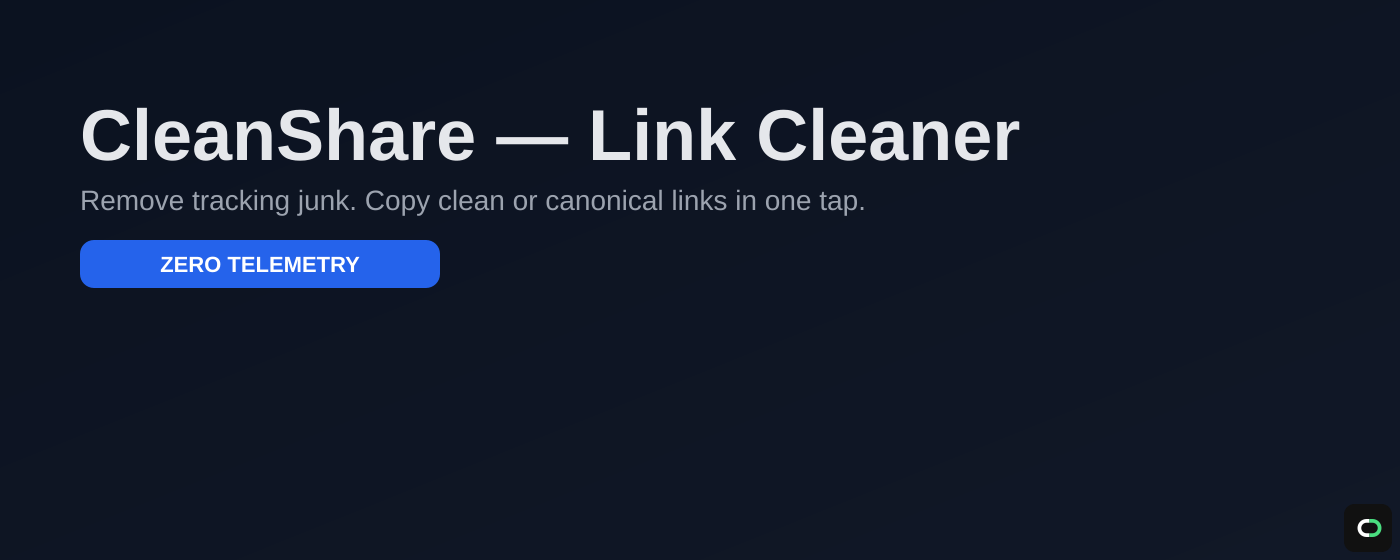 CleanShare — Link Cleaner
Remove tracking junk. Copy clean or canonical links in one tap.
ZERO TELEMETRY